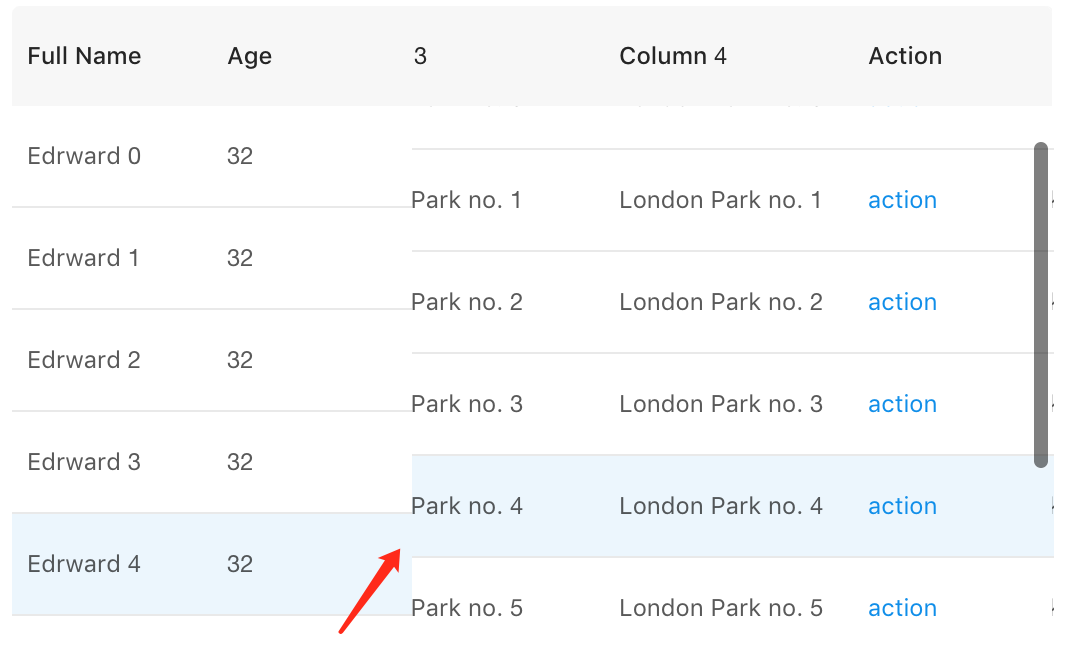 Full Name Age 3 Column 4 Action
Edrward 0 32
Park no. 1 London Park no. 1 action
Edrward 1 32
Park no. 2 London Park no. 2 action
Edrward 2 32
Park no. 3 London Park no. 3 action
Edrward 3 32
Park no. 4 London Park no. 4 action
Edrward 4 32
Park no. 5 London Park no. 5 action